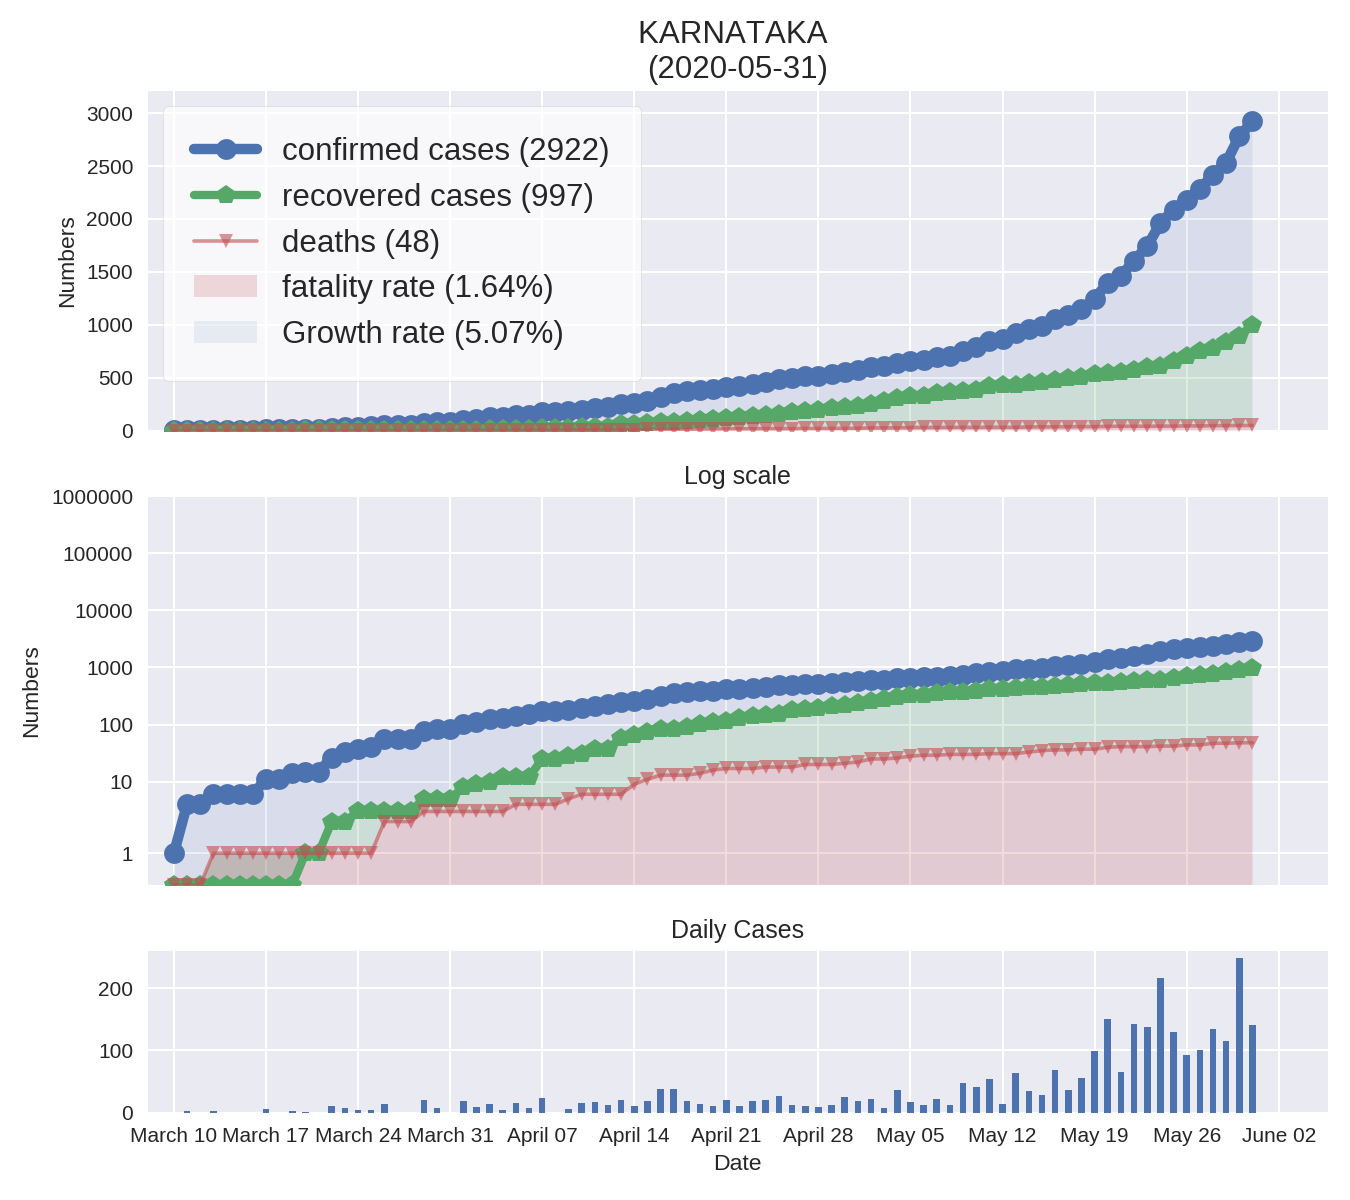 KARNATAKA
(2020-05-31)
3000
2500
2000
1500
1000
500
0
Numbers
confirmed cases (2922)
recovered cases (997)
deaths (48)
fatality rate (1.64%)
Growth rate (5.07%)
Log scale
1000000
100000
10000
1000
100
10
1
Numbers
Daily Cases
200
100
0
March 10 March 17 March 24 March 31 April 07 April 14 April 21 April 28 May 05 May 12 May 19 May 26 June 02
Date